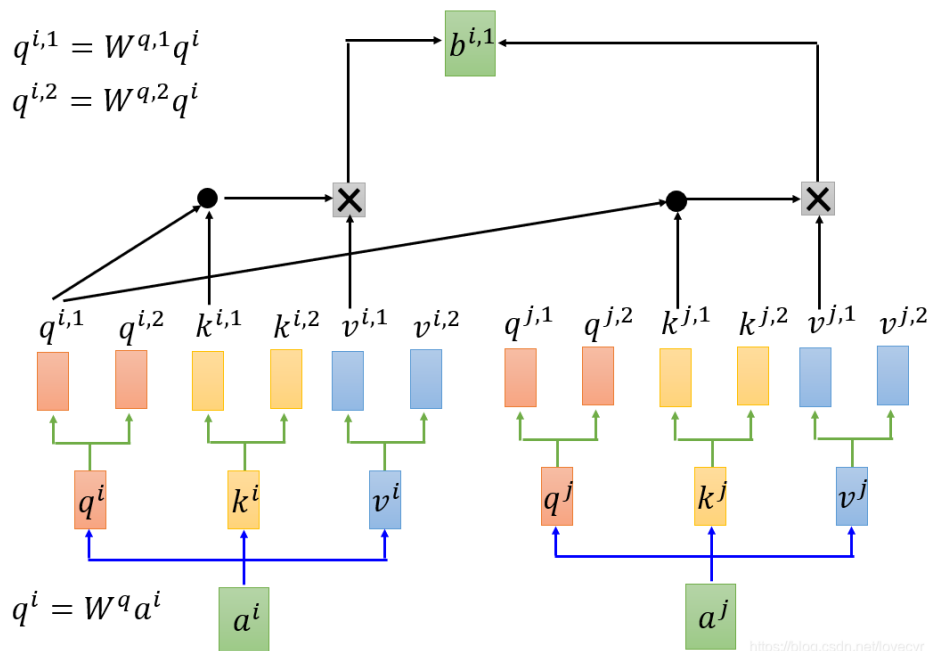 q^{i,1} = W^{q,1}q^i
q^{i,2} = W^{q,2}q^i
b^{i,1}
q^{i,1} q^{i,2} k^{i,1} k^{i,2} v^{i,1} v^{i,2} q^{j,1} q^{j,2} k^{j,1} k^{j,2} v^{j,1} v^{j,2}
q^i k^i v^i q^j k^j v^j
q^i = W^q a^i
a^i a^j
https://blog.csdn.net/lovecyr